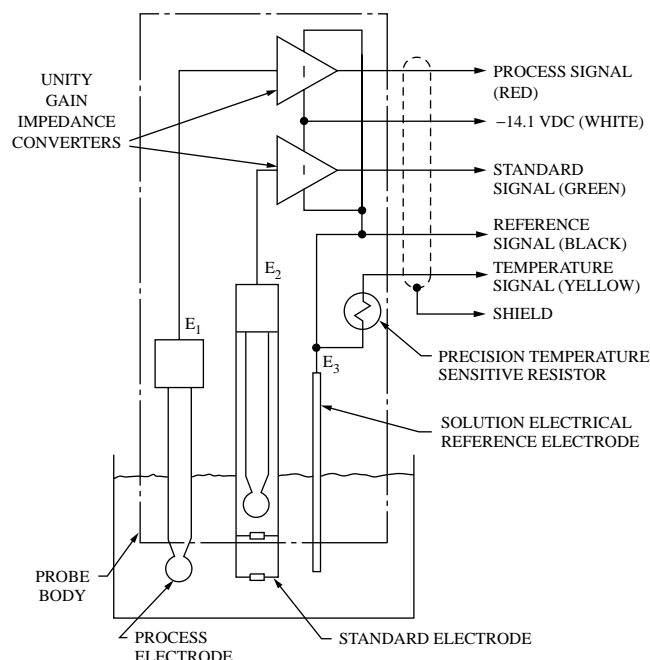 UNITY
GAIN
IMPEDANCE
CONVERTERS
PROCESS SIGNAL
(RED)
−14.1 VDC (WHITE)
STANDARD
SIGNAL (GREEN)
REFERENCE
SIGNAL (BLACK)
TEMPERATURE
SIGNAL (YELLOW)
SHIELD
E1
E2
E3
PRECISION TEMPERATURE
SENSITIVE RESISTOR
SOLUTION ELECTRICAL
REFERENCE ELECTRODE
PROBE
BODY
PROCESS
ELECTRODE
STANDARD ELECTRODE